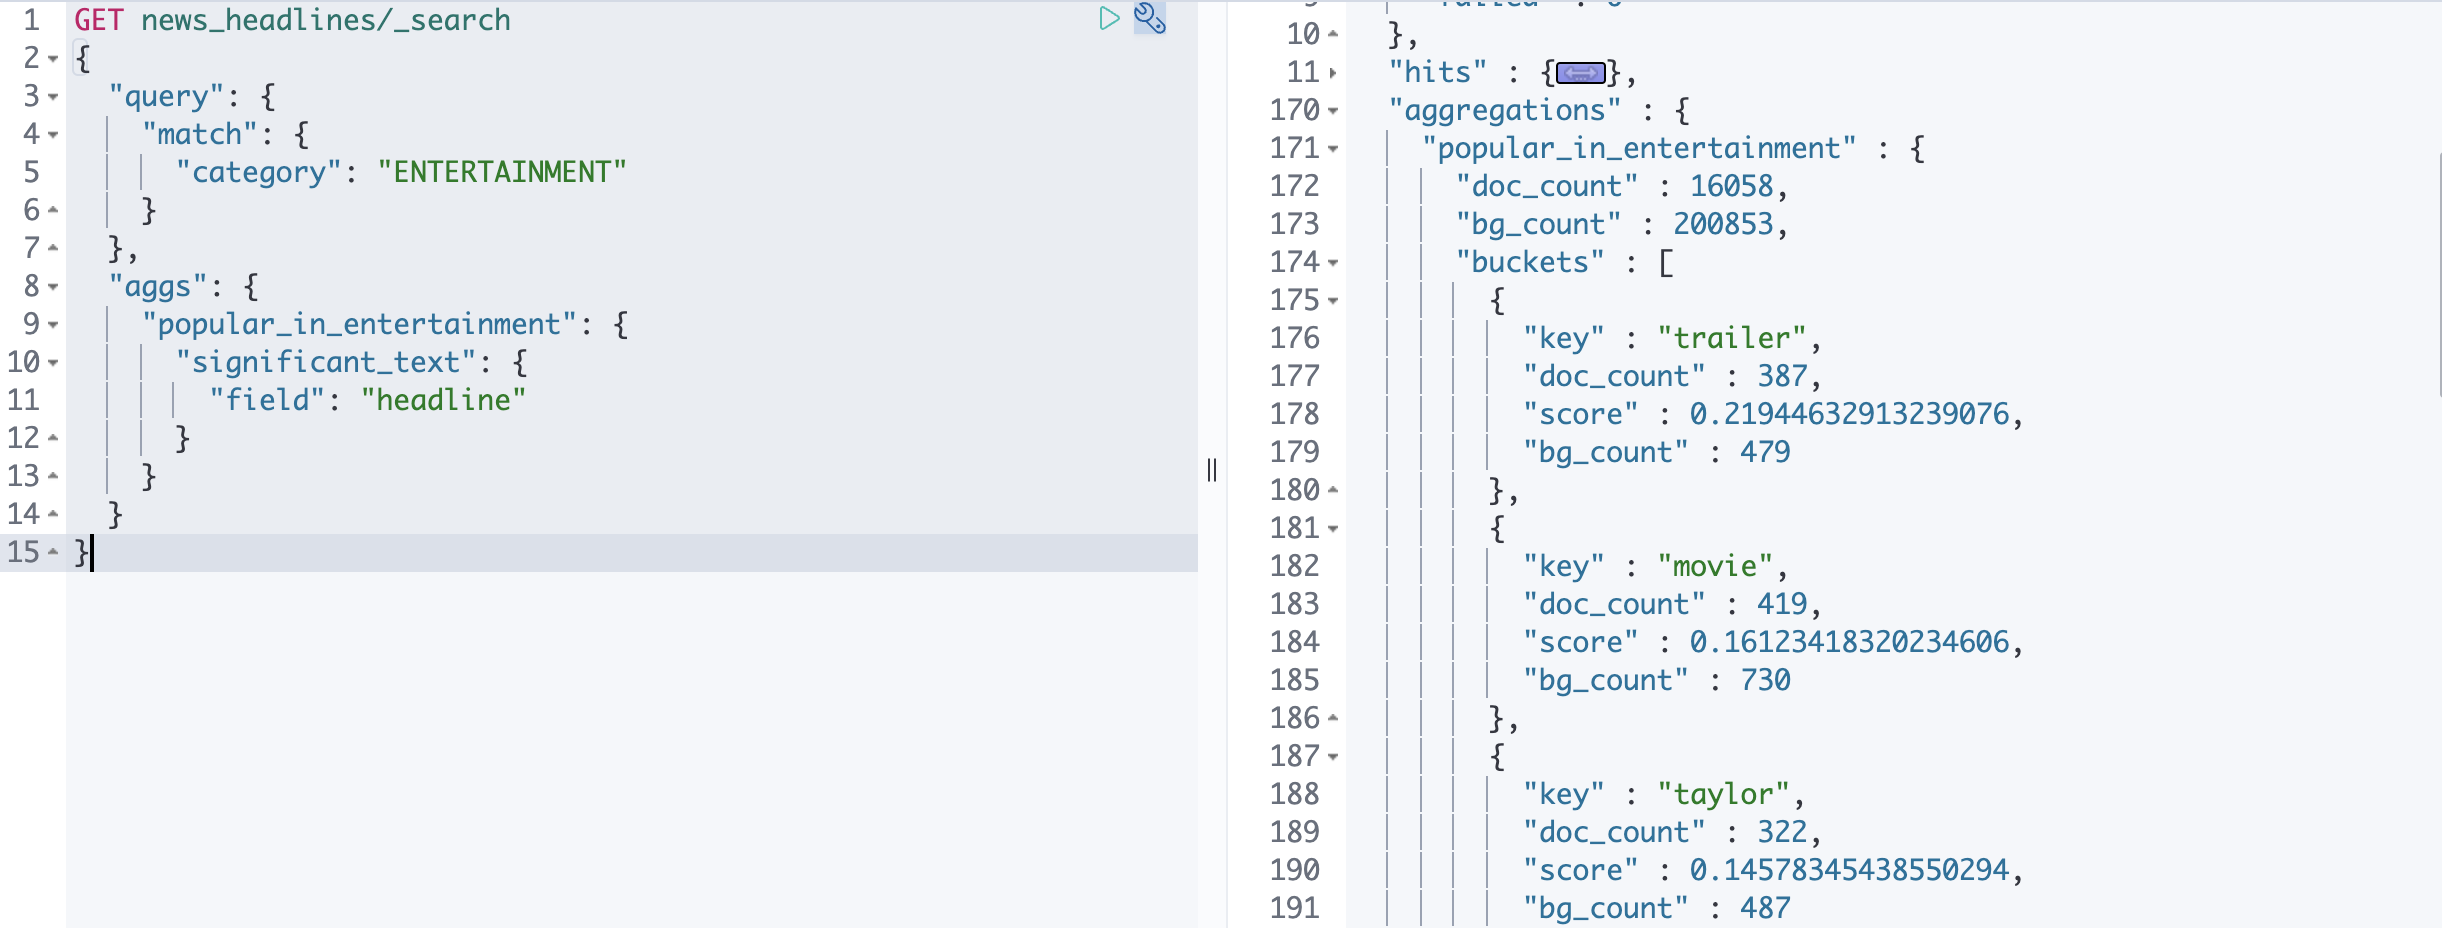 1 GET news_headlines/_search
2 {
3 "query": {
4 "match": {
5 "category": "ENTERTAINMENT"
6 }
7 },
8 "aggs": {
9 "popular_in_entertainment": {
10 "significant_text": {
11 "field": "headline"
12 }
13 }
14 }
15 }
10 },
11 "hits" : {},
170 "aggregations" : {
171 "popular_in_entertainment" : {
172 "doc_count" : 16058,
173 "bg_count" : 200853,
174 "buckets" : [
175 {
176 "key" : "trailer",
177 "doc_count" : 387,
178 "score" : 0.21944632913239076,
179 "bg_count" : 479
180 },
181 {
182 "key" : "movie",
183 "doc_count" : 419,
184 "score" : 0.16123418320234606,
185 "bg_count" : 730
186 },
187 {
188 "key" : "taylor",
189 "doc_count" : 322,
190 "score" : 0.14578345438550294,
191 "bg_count" : 487